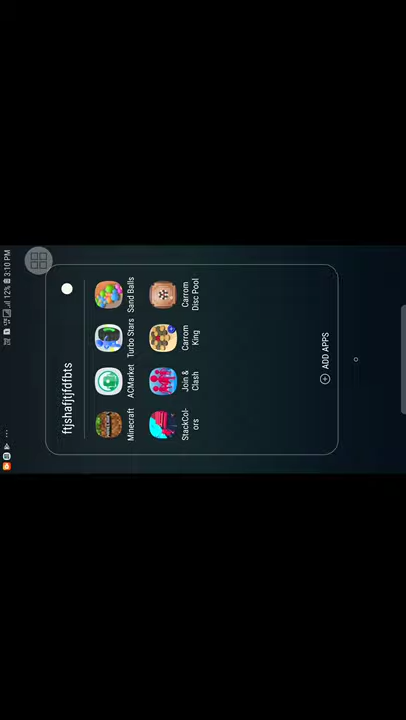 12% 3:10 PM
ftjshafjtjfdfbts
Minecraft
ACMarket
Turbo Stars
Sand Balls
StackCol-
ors
Join &
Clash
Carrom
King
Carrom
Disc Pool
ADD APPS